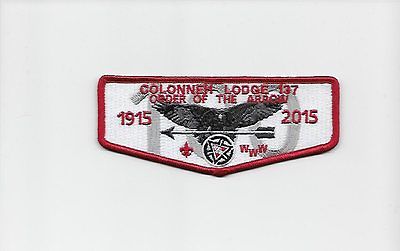 COLONNEH LODGE 137
ORDER OF THE ARROW
1915 2015
WWW